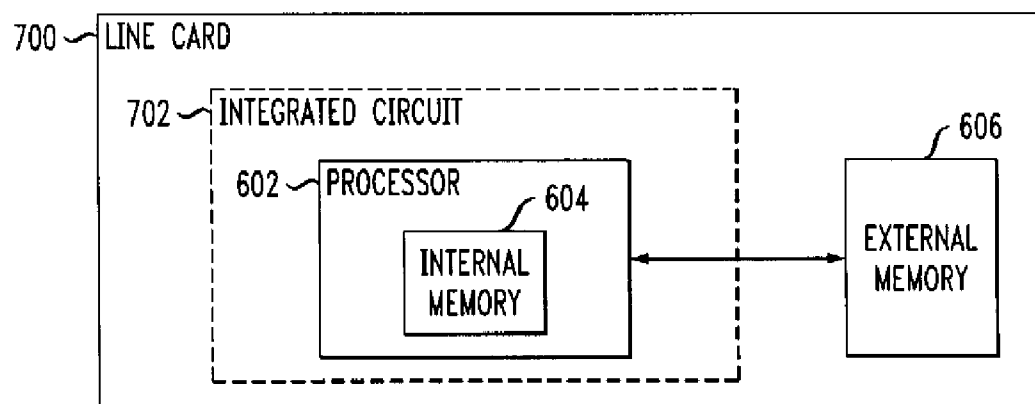 700 LINE CARD
702 INTEGRATED CIRCUIT
606
602 PROCESSOR
604
INTERNAL
MEMORY
EXTERNAL
MEMORY